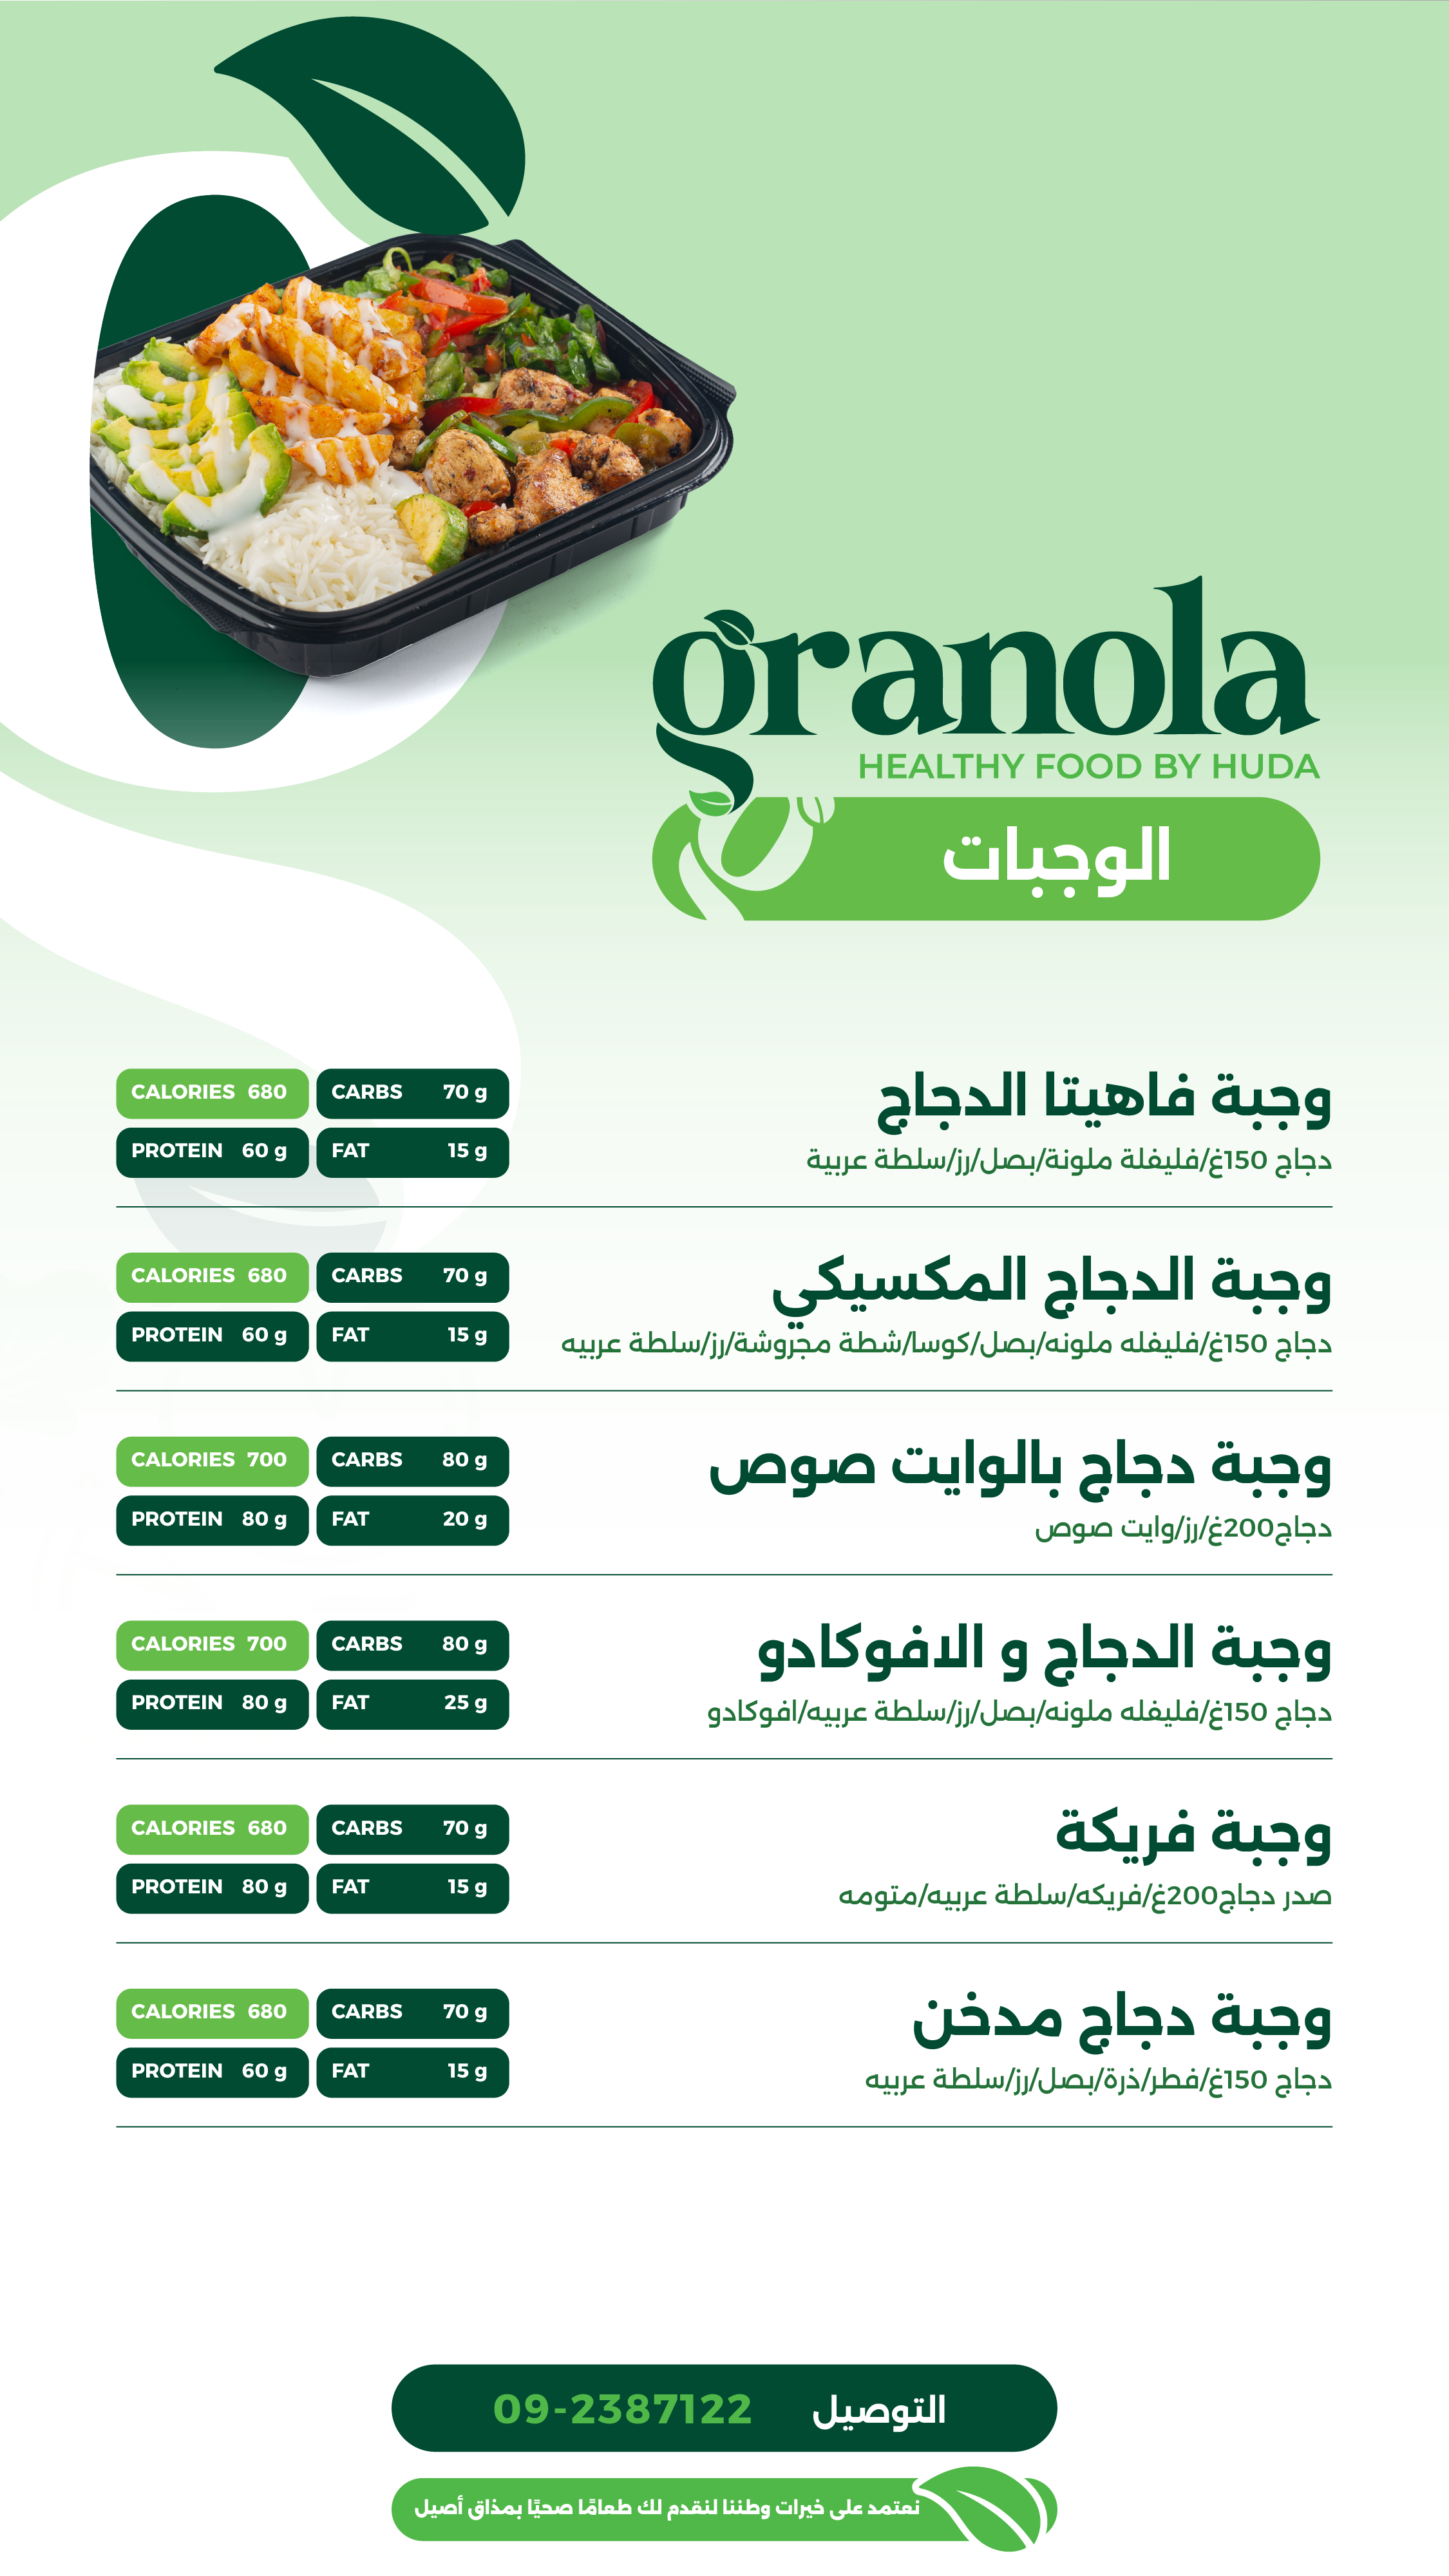 granola
HEALTHY FOOD BY HUDA
الوجبات
وجبة فاهيتا الدجاج
دجاج 150غ/فليفلة ملونة/بصل/رز/سلطة عربية
CALORIES 680 CARBS 70 g
PROTEIN 60 g FAT 15 g
وجبة الدجاج المكسيكي
دجاج 150غ/فليفله ملونه/بصل/كوسا/شطة مجروشة/رز/سلطة عربيه
CALORIES 680 CARBS 70 g
PROTEIN 60 g FAT 15 g
وجبة دجاج بالوايت صوص
دجاج200غ/رز/وايت صوص
CALORIES 700 CARBS 80 g
PROTEIN 80 g FAT 20 g
وجبة الدجاج و الافوكادو
دجاج 150غ/فليفله ملونه/بصل/رز/سلطة عربيه/افوكادو
CALORIES 700 CARBS 80 g
PROTEIN 80 g FAT 25 g
وجبة فريكة
صدر دجاج200غ/فريكه/سلطة عربيه/متومه
CALORIES 680 CARBS 70 g
PROTEIN 80 g FAT 15 g
وجبة دجاج مدخن
دجاج 150غ/فطر/ذرة/بصل/رز/سلطة عربيه
CALORIES 680 CARBS 70 g
PROTEIN 60 g FAT 15 g
التوصيل 09-2387122
نعتمد على خيرات وطننا لنقدم لك طعامًا صحيًا بمذاق أصيل